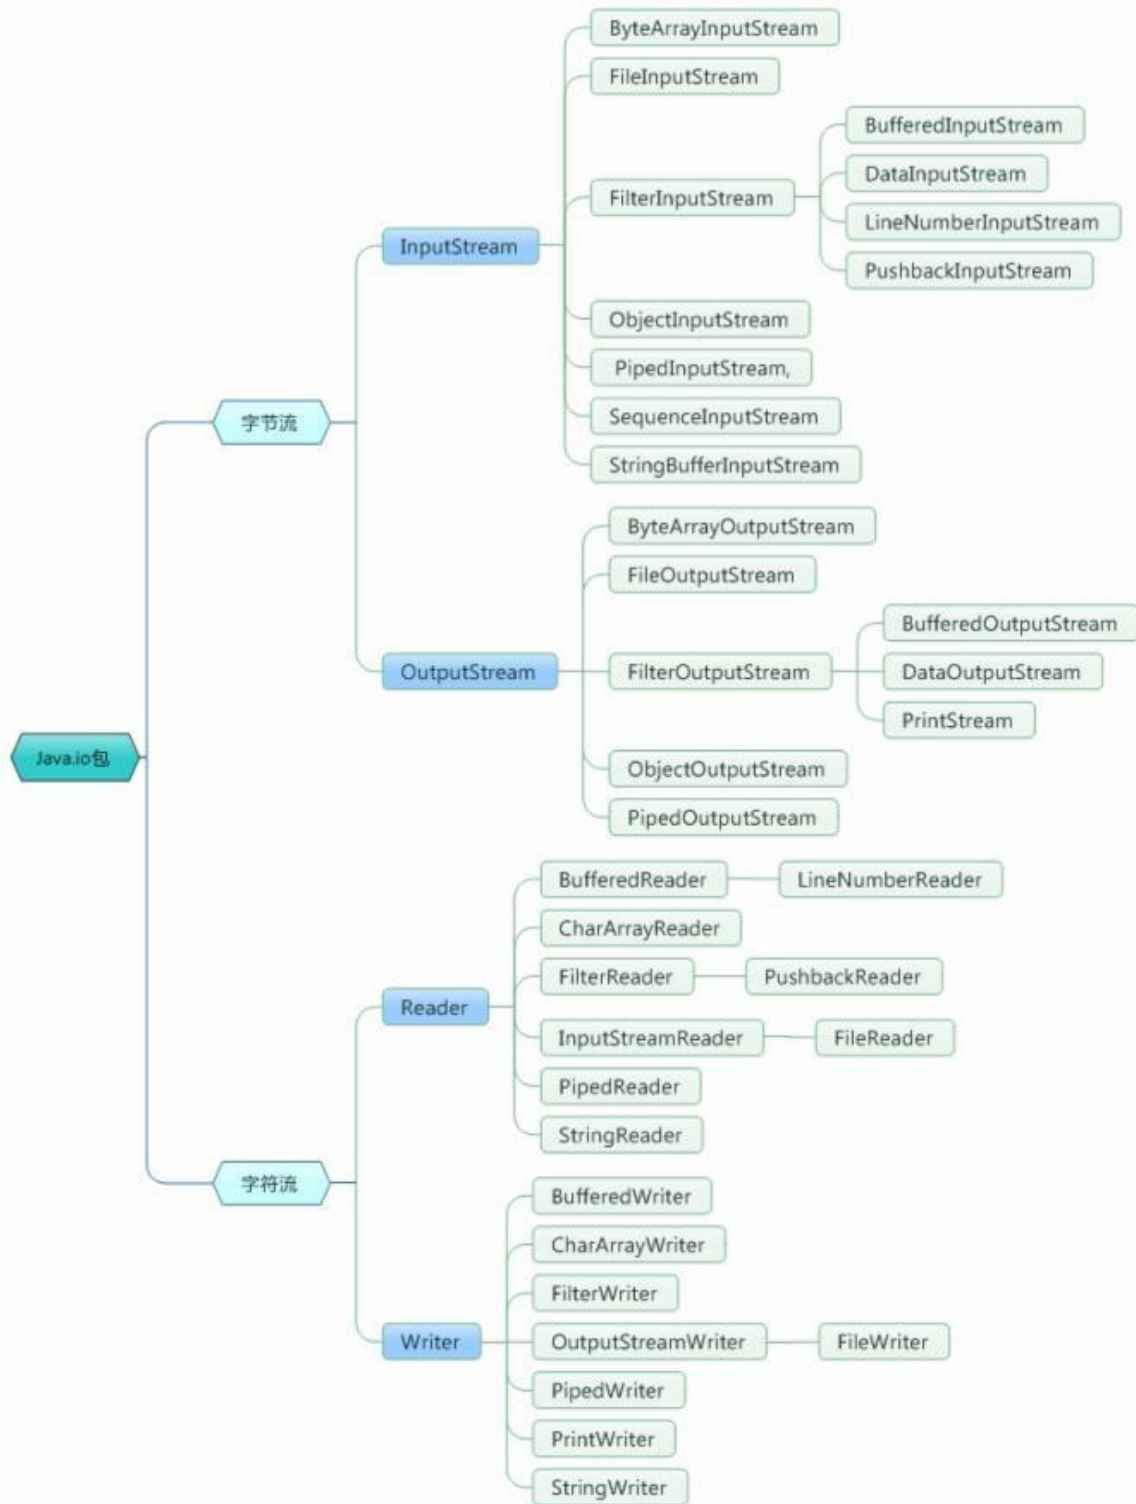 Java.io包
字节流
InputStream
ByteArrayInputStream
FileInputStream
FilterInputStream
BufferedInputStream
DataInputStream
LineNumberInputStream
PushbackInputStream
ObjectInputStream
PipedInputStream,
SequenceInputStream
StringBufferInputStream
OutputStream
ByteArrayOutputStream
FileOutputStream
FilterOutputStream
BufferedOutputStream
DataOutputStream
PrintStream
ObjectOutputStream
PipedOutputStream
字符流
Reader
BufferedReader
LineNumberReader
CharArrayReader
FilterReader
PushbackReader
InputStreamReader
FileReader
PipedReader
StringReader
Writer
BufferedWriter
CharArrayWriter
FilterWriter
OutputStreamWriter
FileWriter
PipedWriter
PrintWriter
StringWriter